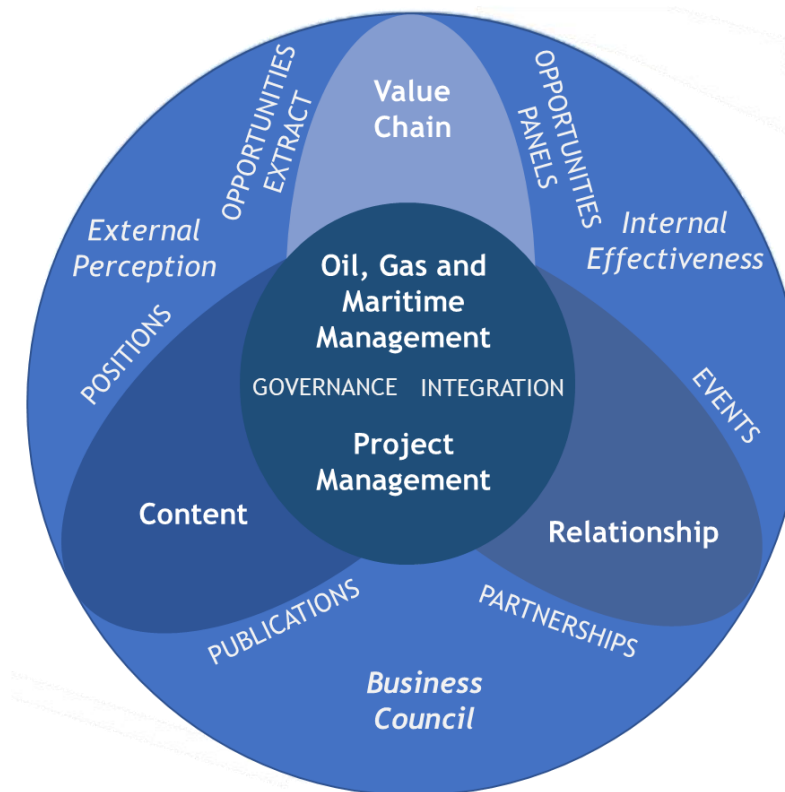 Value
Chain
OPPORTUNITIES
EXTRACT
OPPORTUNITIES
PANELS
External
Perception
Internal
Effectiveness
Oil, Gas and
Maritime
Management
GOVERNANCE INTEGRATION
Project
Management
POSITIONS
EVENTS
Content
Relationship
PUBLICATIONS
PARTNERSHIPS
Business
Council